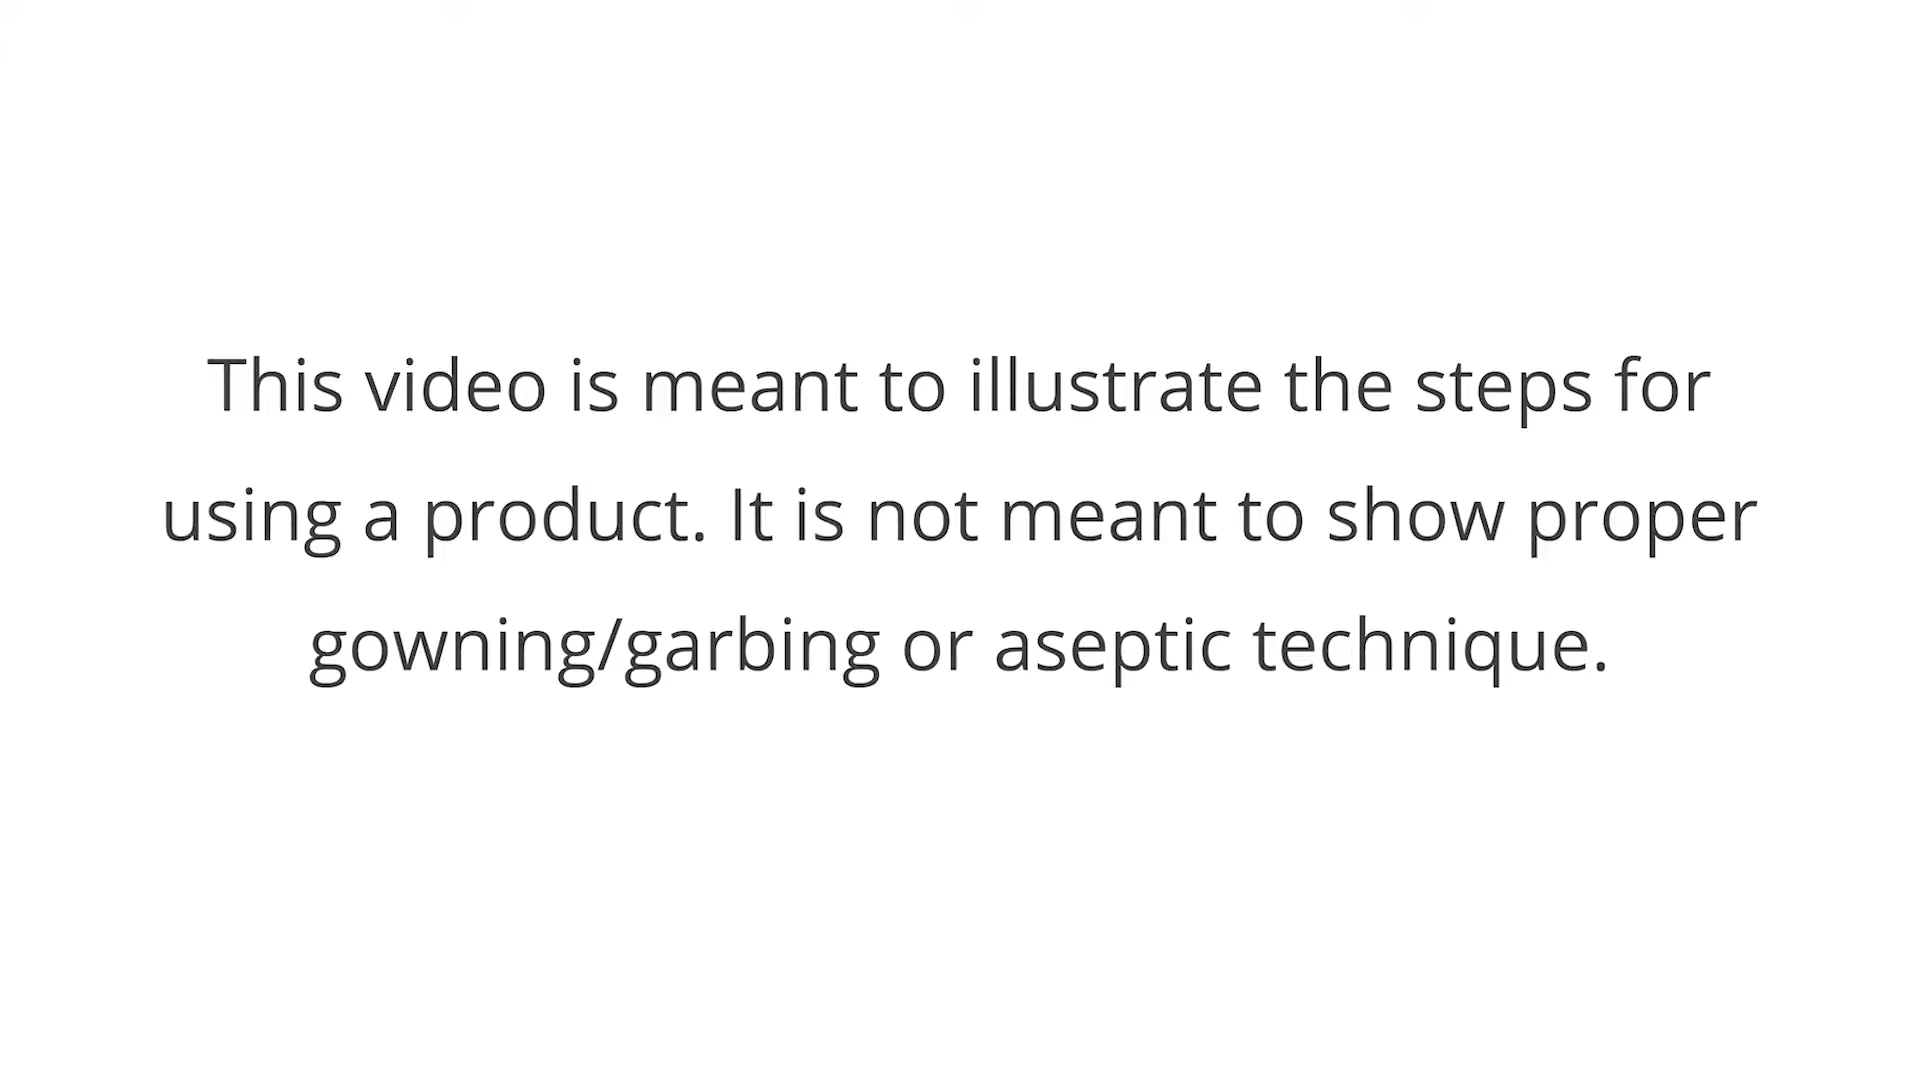 This video is meant to illustrate the steps for
using a product. It is not meant to show proper
gowning/garbing or aseptic technique.